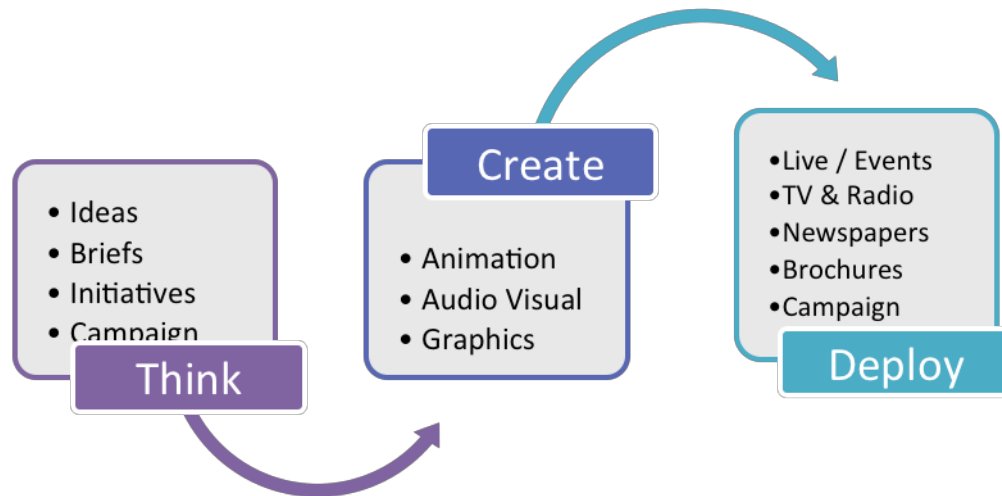 • Ideas
• Briefs
• Initiatives
• Campaign
Think
Create
• Animation
• Audio Visual
• Graphics
•Live / Events
•TV & Radio
•Newspapers
•Brochures
•Campaign
Deploy